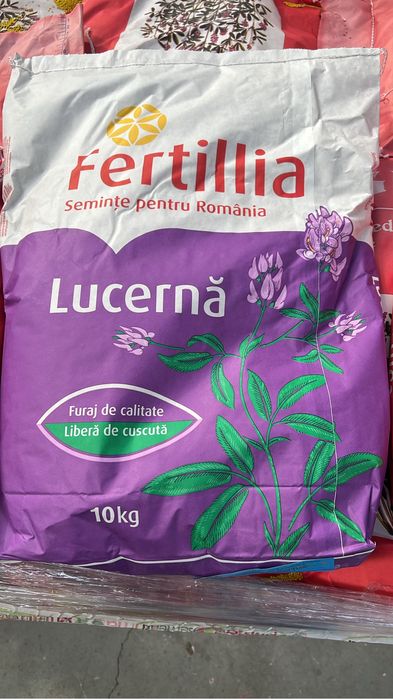 Fertillia
Semințe pentru România
Lucernă
Furaj de calitate
Liberă de cuscută
10kg